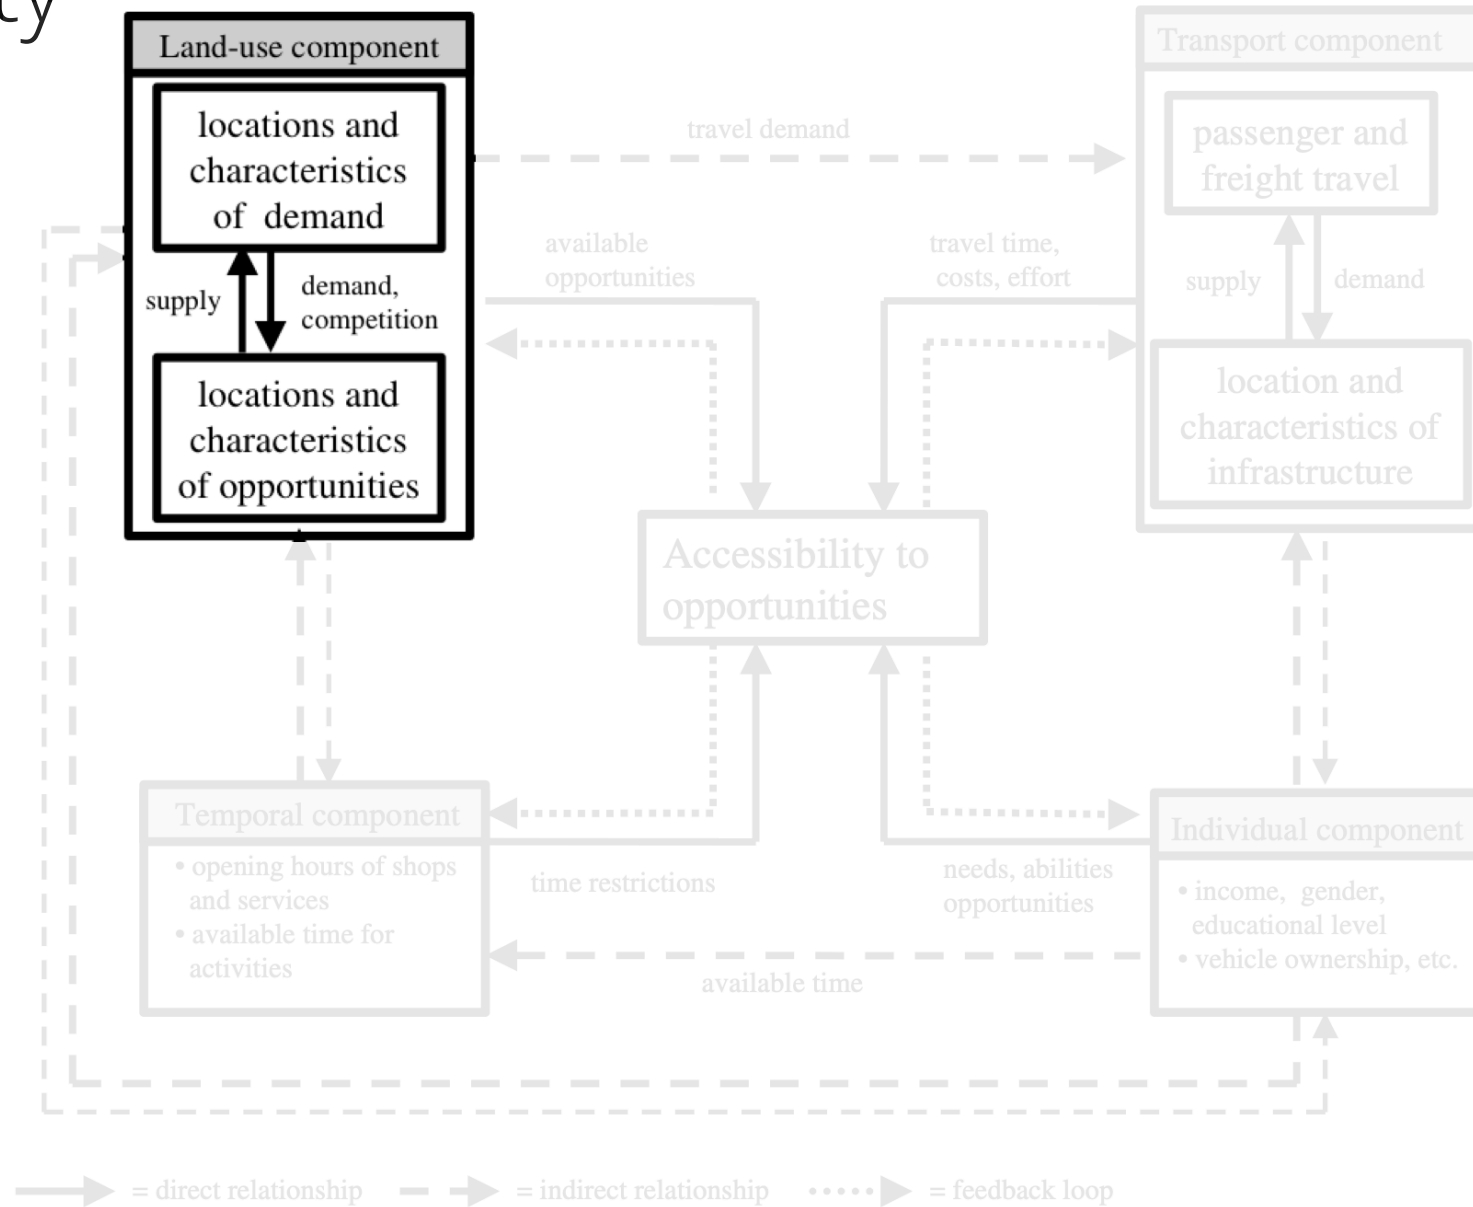 Land-use component
locations and
characteristics
of demand
supply
demand,
competition
locations and
characteristics
of opportunities
travel demand
available
opportunities
travel time,
costs, effort
Transport component
passenger and
freight travel
supply
demand
location and
characteristics of
infrastructure
Accessibility to
opportunities
Temporal component
• opening hours of shops
and services
• available time for
activities
time restrictions
needs, abilities
opportunities
available time
Individual component
• income, gender,
educational level
• vehicle ownership, etc.
= direct relationship
= indirect relationship
= feedback loop